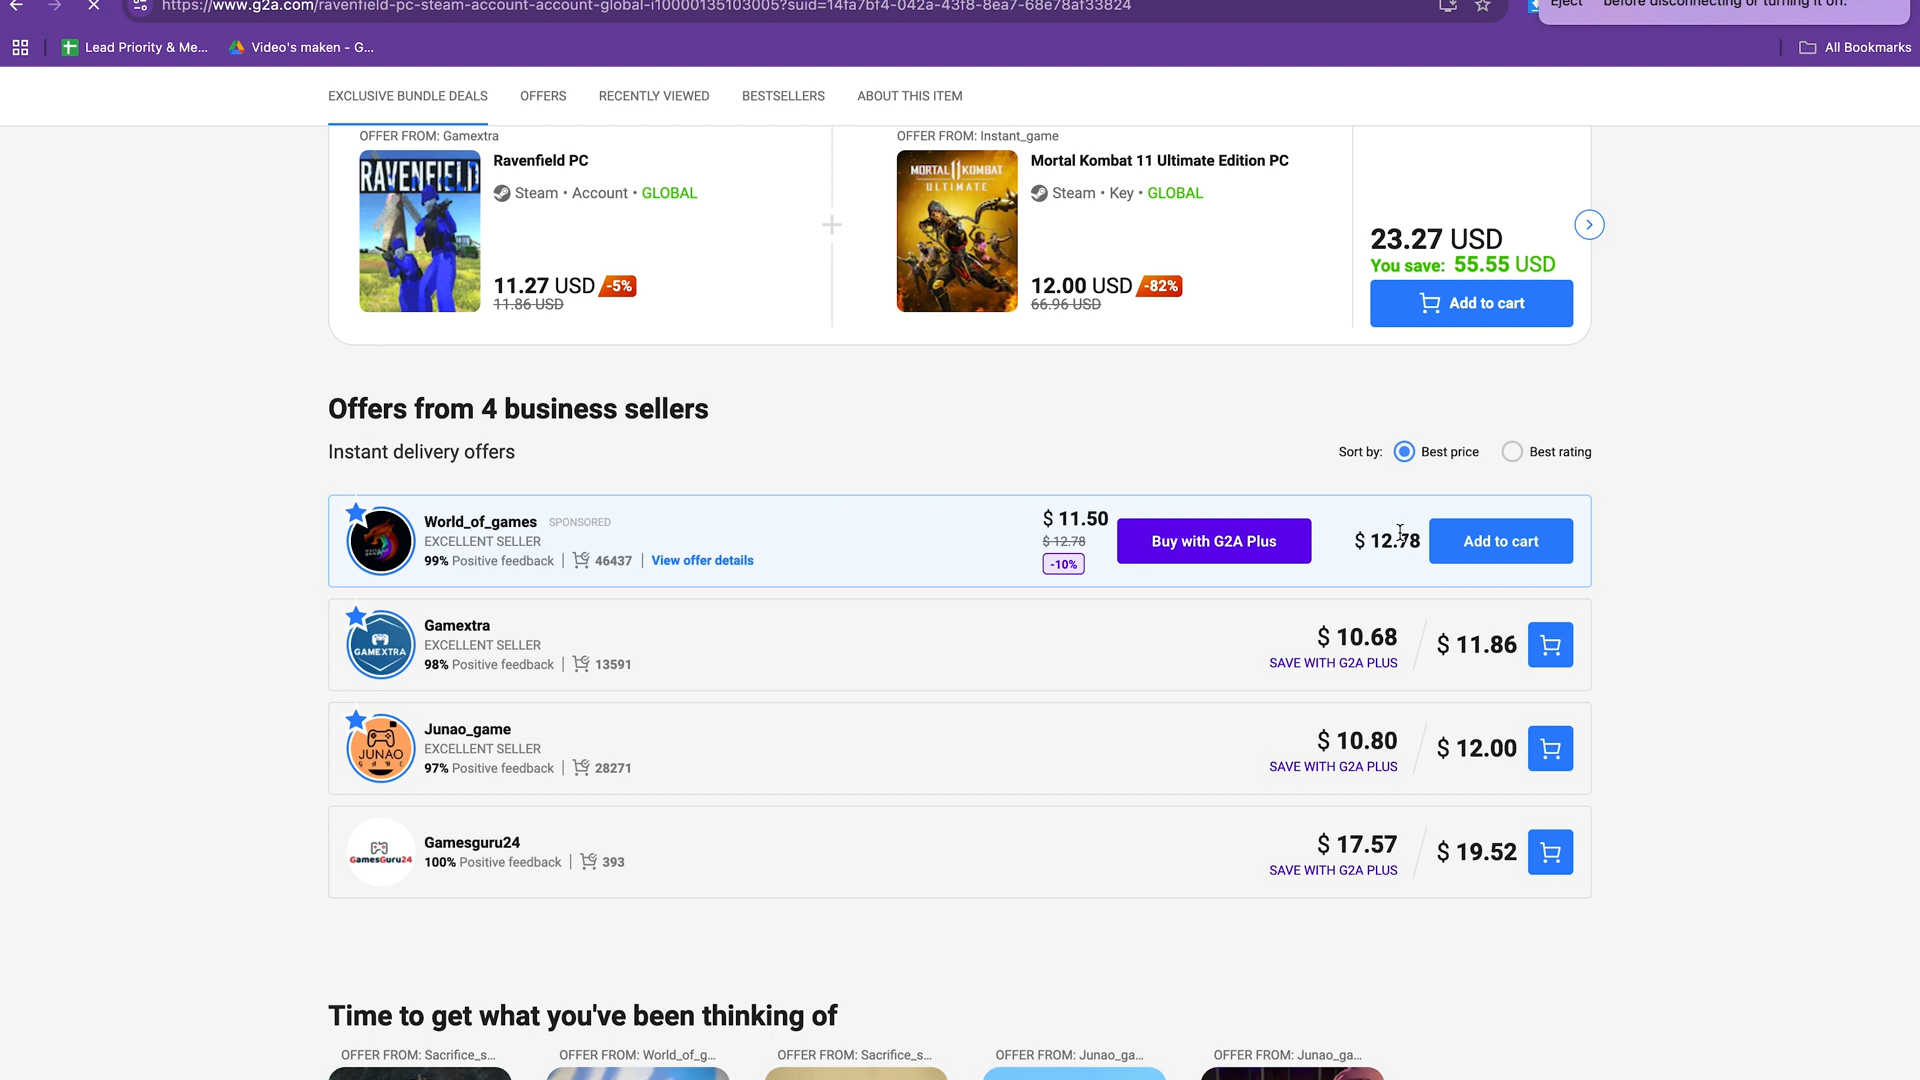 https://www.g2a.com/ravenfield-pc-steam-account-account-global-i10000135103005?suid=14fa7bf4-042a-43f8-8ea7-68e78af33824
Eject before disconnecting or turning it off.
Lead Priority & Me...
Video's maken - G...
All Bookmarks
EXCLUSIVE BUNDLE DEALS
OFFERS
RECENTLY VIEWED
BESTSELLERS
ABOUT THIS ITEM
OFFER FROM: Gamextra
RAVENFIELD
Ravenfield PC
Steam • Account • GLOBAL
11.27 USD -5%
11.86 USD
OFFER FROM: Instant_game
MORTAL KOMBAT 11
ULTIMATE
Mortal Kombat 11 Ultimate Edition PC
Steam • Key • GLOBAL
12.00 USD -82%
66.96 USD
23.27 USD
You save: 55.55 USD
Add to cart
Offers from 4 business sellers
Instant delivery offers
Sort by:
Best price
Best rating
World_of_games SPONSORED
EXCELLENT SELLER
99% Positive feedback | 46437 | View offer details
$ 11.50
$ 12.78
-10%
Buy with G2A Plus
$ 12.78
Add to cart
GAMEXTRA
Gamextra
EXCELLENT SELLER
98% Positive feedback | 13591
$ 10.68
SAVE WITH G2A PLUS
$ 11.86
JUNAO
GAME
Junao_game
EXCELLENT SELLER
97% Positive feedback | 28271
$ 10.80
SAVE WITH G2A PLUS
$ 12.00
GamesGuru24
Gamesguru24
100% Positive feedback | 393
$ 17.57
SAVE WITH G2A PLUS
$ 19.52
Time to get what you've been thinking of
OFFER FROM: Sacrifice_s...
OFFER FROM: World_of_g...
OFFER FROM: Sacrifice_s...
OFFER FROM: Junao_ga...
OFFER FROM: Junao_ga...